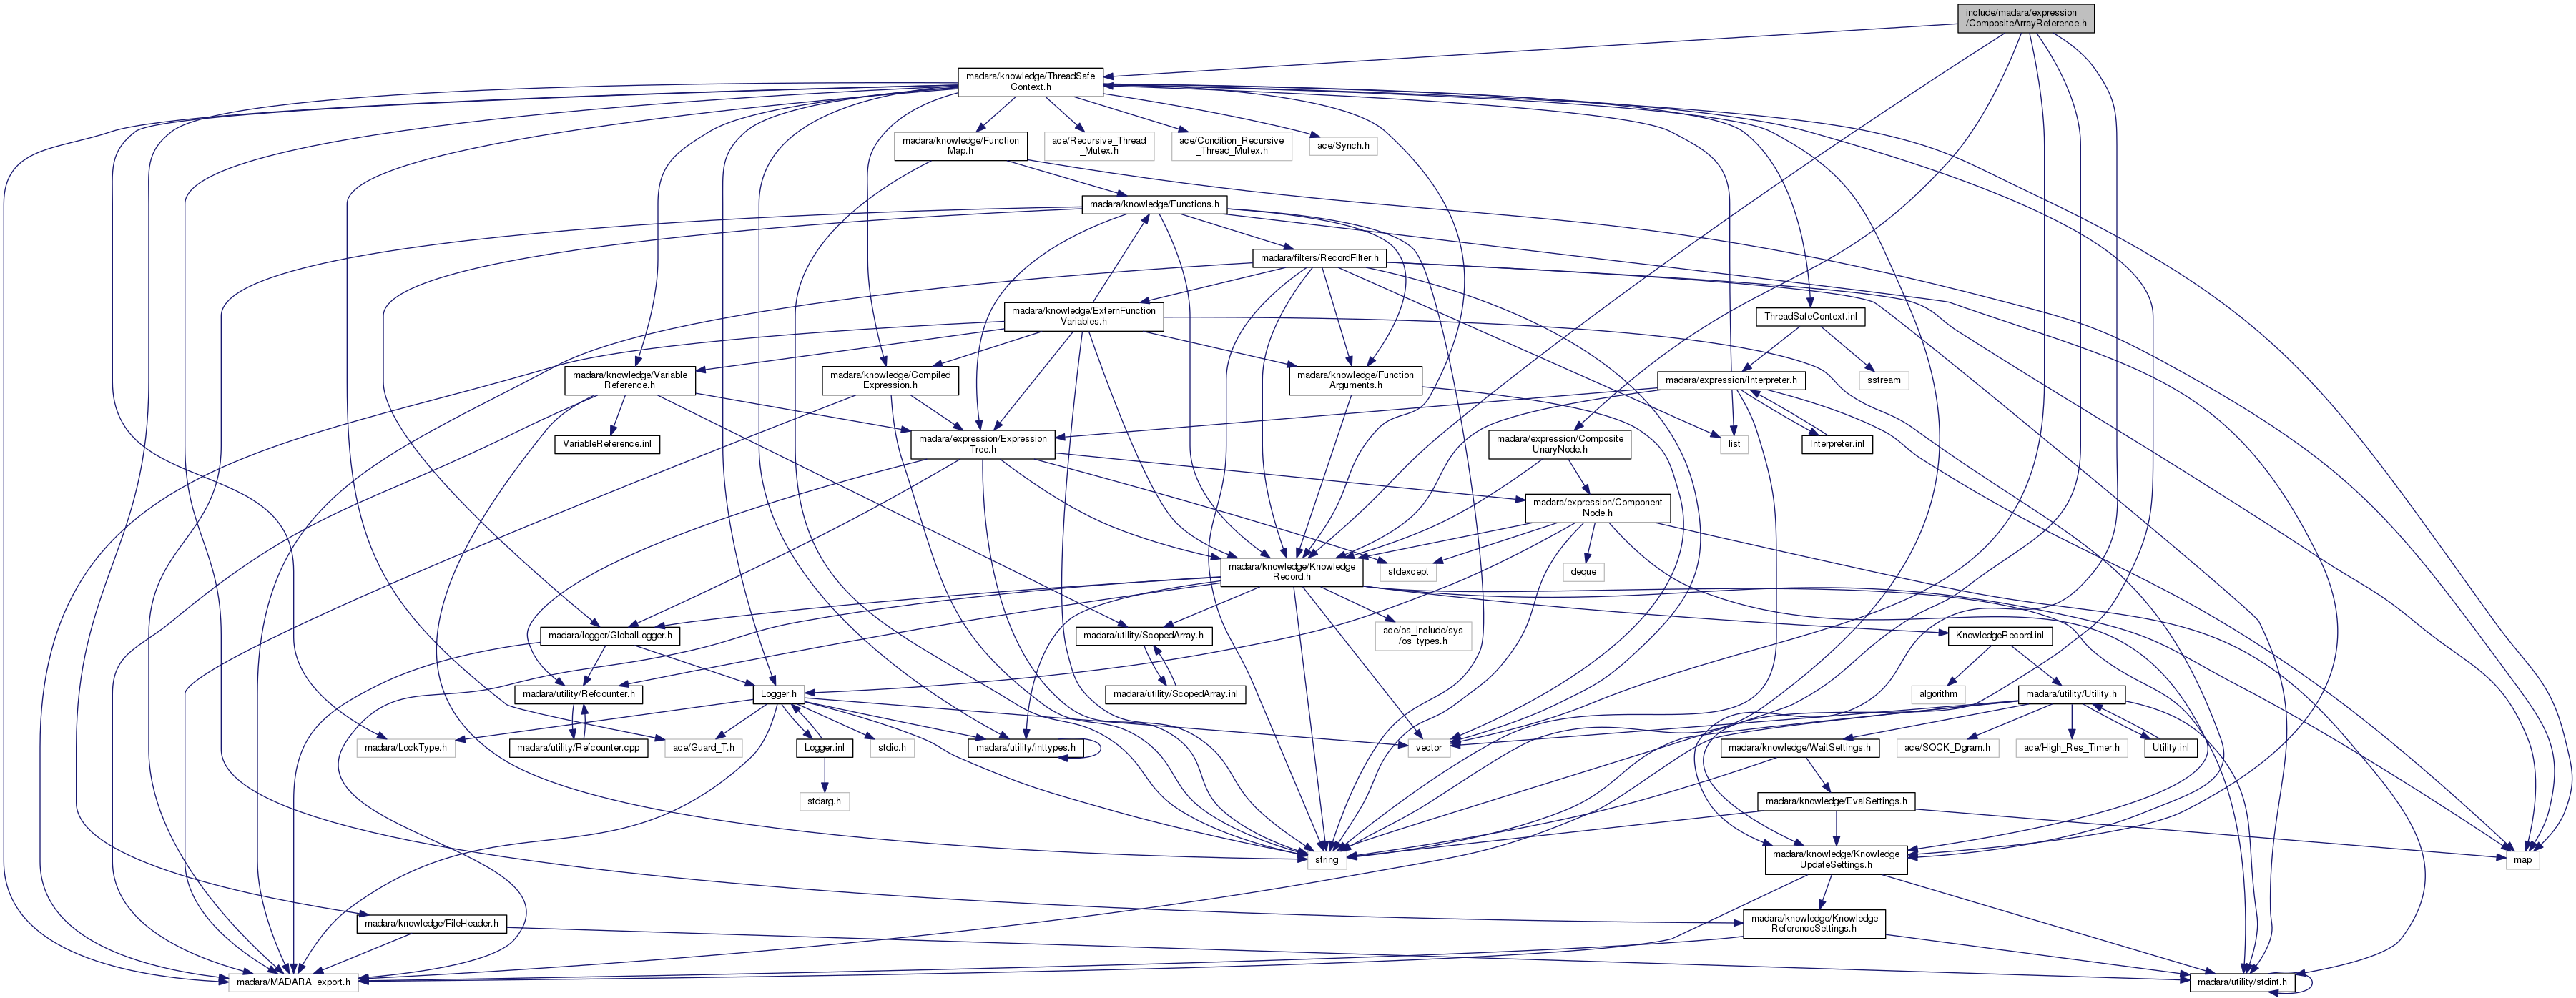 include/madara/expression
/CompositeArrayReference.h
madara/knowledge/ThreadSafe
Context.h
madara/knowledge/Function
Map.h
ace/Recursive_Thread
_Mutex.h
ace/Condition_Recursive
_Thread_Mutex.h
ace/Synch.h
madara/knowledge/Functions.h
madara/filters/RecordFilter.h
madara/knowledge/ExternFunction
Variables.h
ThreadSafeContext.inl
madara/knowledge/Variable
Reference.h
madara/knowledge/Compiled
Expression.h
madara/knowledge/Function
Arguments.h
madara/expression/Interpreter.h
sstream
VariableReference.inl
madara/expression/Expression
Tree.h
madara/expression/Composite
UnaryNode.h
list
Interpreter.inl
madara/expression/Component
Node.h
madara/knowledge/Knowledge
Record.h
stdexcept
deque
madara/logger/GlobalLogger.h
madara/utility/ScopedArray.h
ace/os_include/sys
/os_types.h
KnowledgeRecord.inl
madara/utility/Refcounter.h
Logger.h
madara/utility/ScopedArray.inl
algorithm
madara/utility/Utility.h
madara/LockType.h
madara/utility/Refcounter.cpp
ace/Guard_T.h
Logger.inl
stdio.h
madara/utility/inttypes.h
vector
madara/knowledge/WaitSettings.h
ace/SOCK_Dgram.h
ace/High_Res_Timer.h
Utility.inl
stdarg.h
madara/knowledge/EvalSettings.h
string
madara/knowledge/Knowledge
UpdateSettings.h
map
madara/knowledge/FileHeader.h
madara/knowledge/Knowledge
ReferenceSettings.h
madara/MADARA_export.h
madara/utility/stdint.h